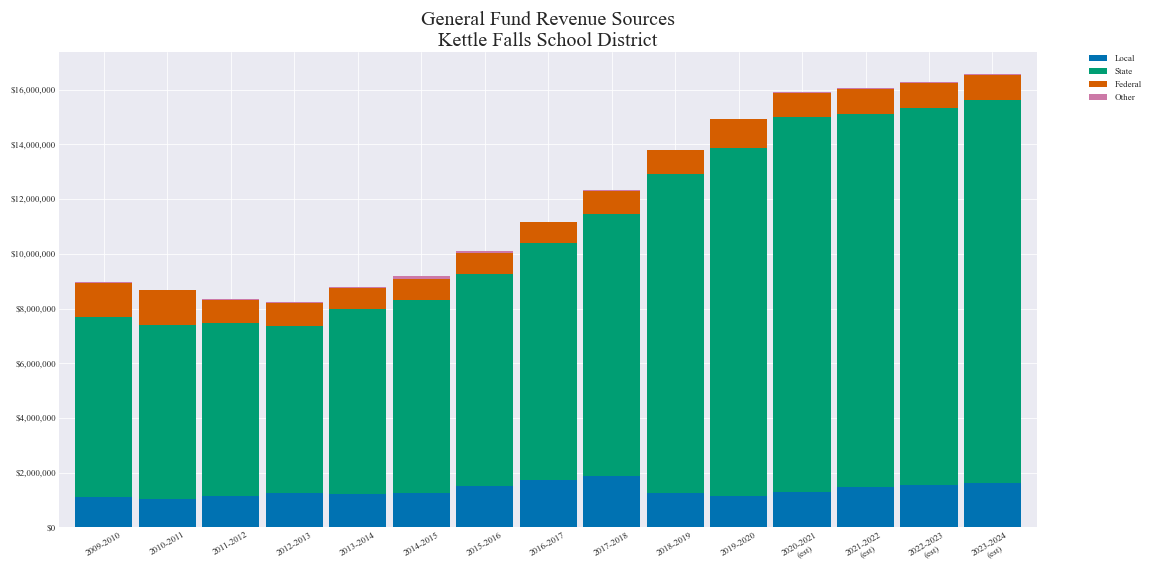 General Fund Revenue Sources
Kettle Falls School District
Local
State
Federal
Other
$16,000,000
$14,000,000
$12,000,000
$10,000,000
$8,000,000
$6,000,000
$4,000,000
$2,000,000
$0
2009-2010
2010-2011
2011-2012
2012-2013
2013-2014
2014-2015
2015-2016
2016-2017
2017-2018
2018-2019
2019-2020
2020-2021
(est)
2021-2022
(est)
2022-2023
(est)
2023-2024
(est)